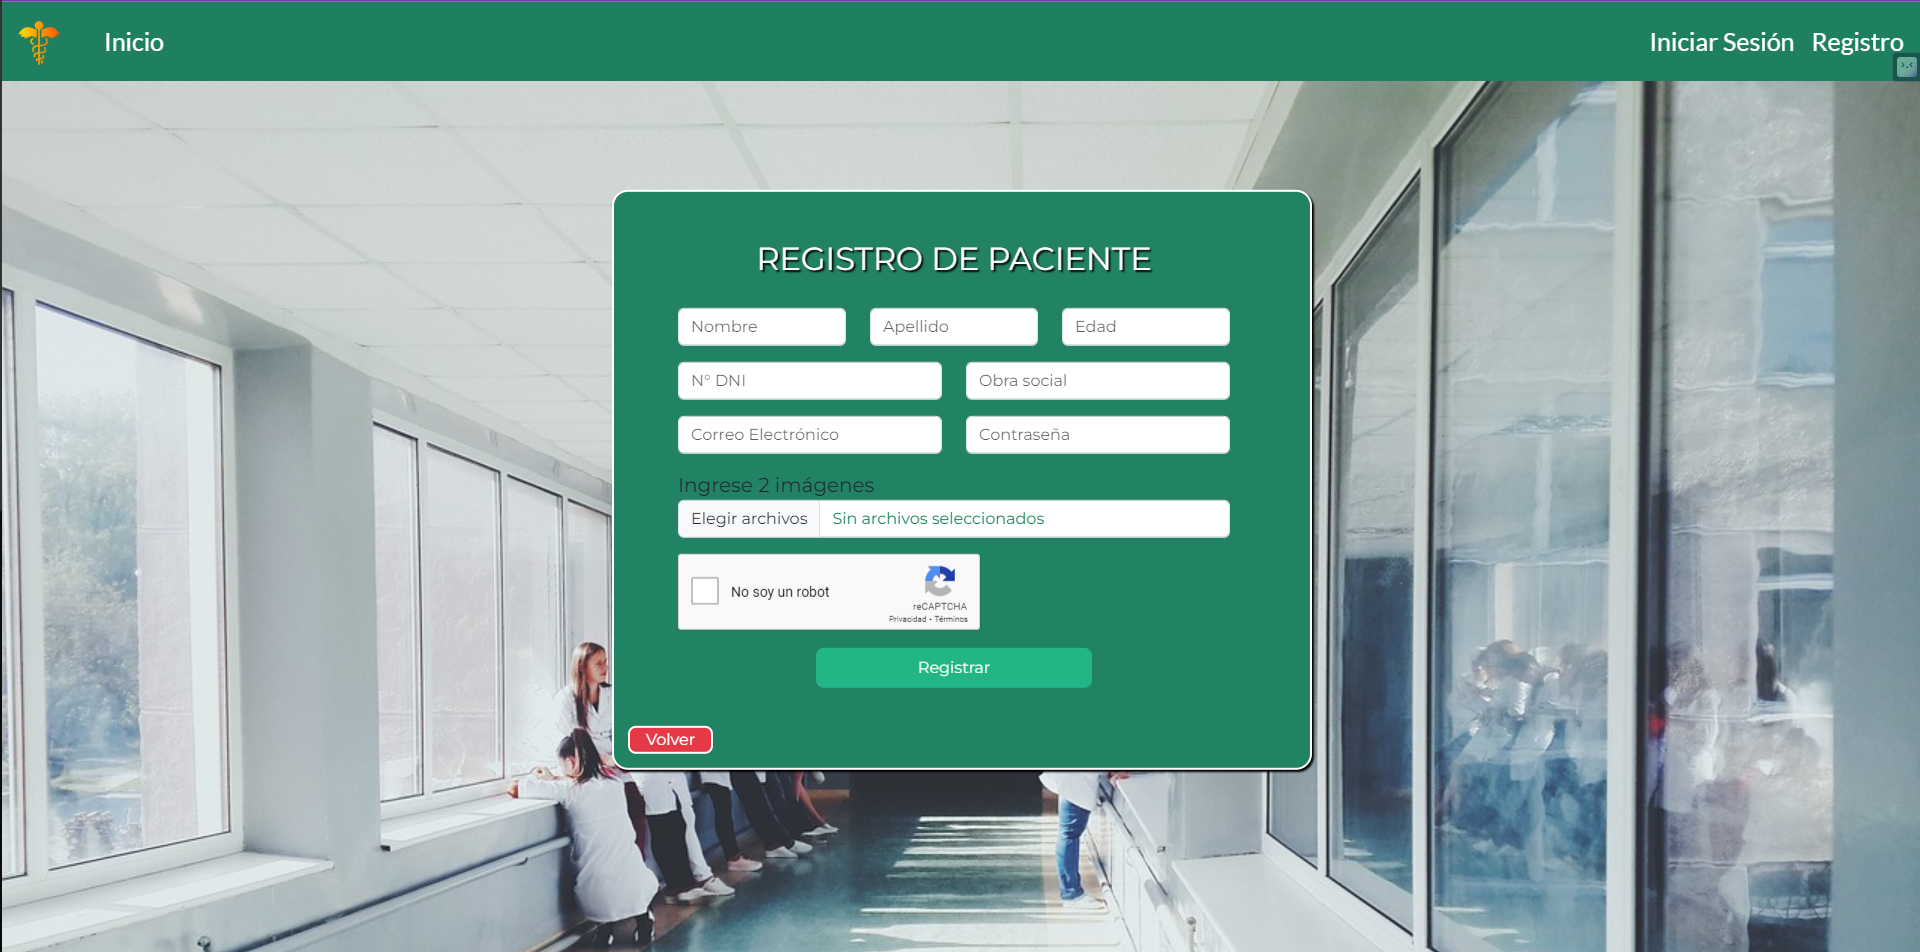 Inicio
Iniciar Sesión Registro
REGISTRO DE PACIENTE
Nombre Apellido Edad
N° DNI Obra social
Correo Electrónico Contraseña
Ingrese 2 imágenes
Elegir archivos Sin archivos seleccionados
No soy un robot
reCAPTCHA
Privacidad - Términos
Registrar
Volver